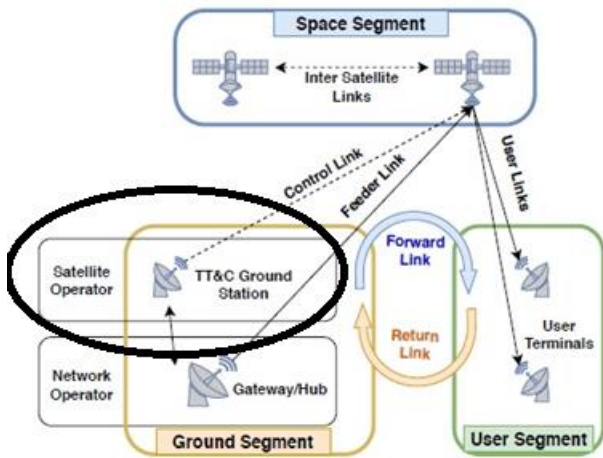 Space Segment
Inter Satellite
Links
Control Link
Feeder Link
User Links
Satellite
Operator
TT&C Ground
Station
Forward
Link
Return
Link
User
Terminals
Network
Operator
Gateway/Hub
Ground Segment
User Segment